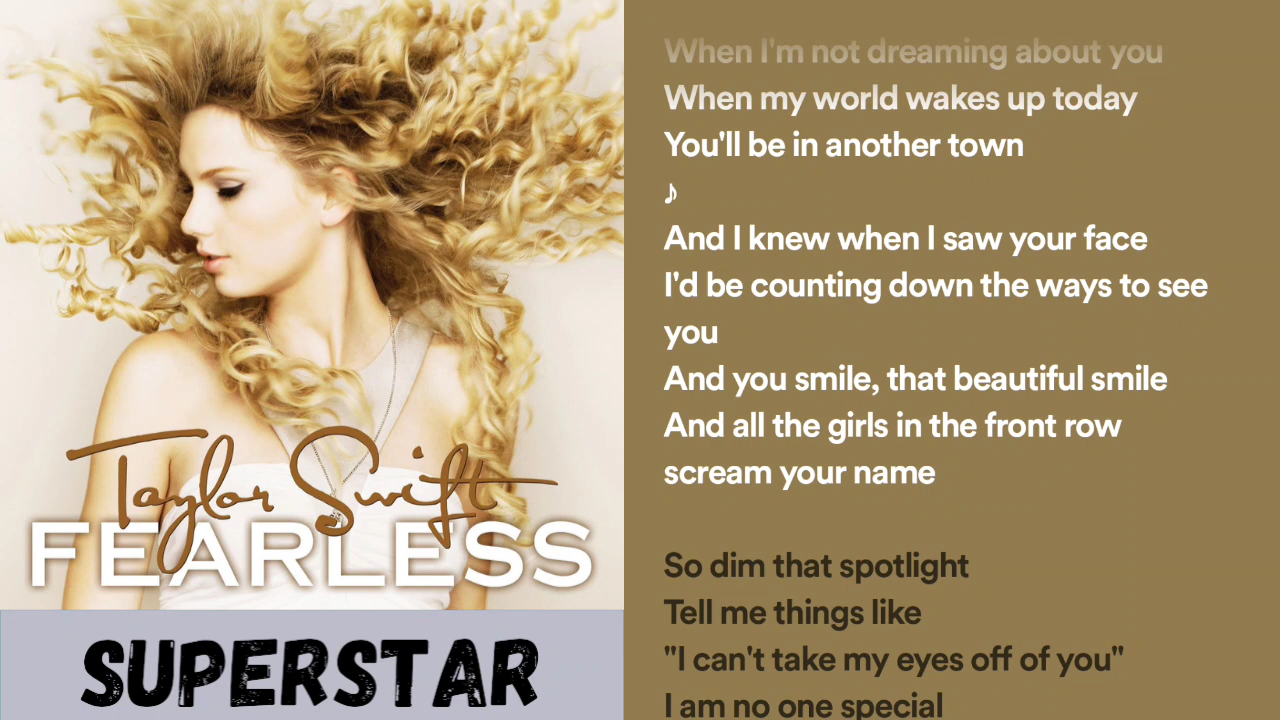 Taylor Swift
FEARLESS
SUPERSTAR
When I'm not dreaming about you
When my world wakes up today
You'll be in another town
♪
And I knew when I saw your face
I'd be counting down the ways to see
you
And you smile, that beautiful smile
And all the girls in the front row
scream your name
So dim that spotlight
Tell me things like
"I can't take my eyes off of you"
I am no one special